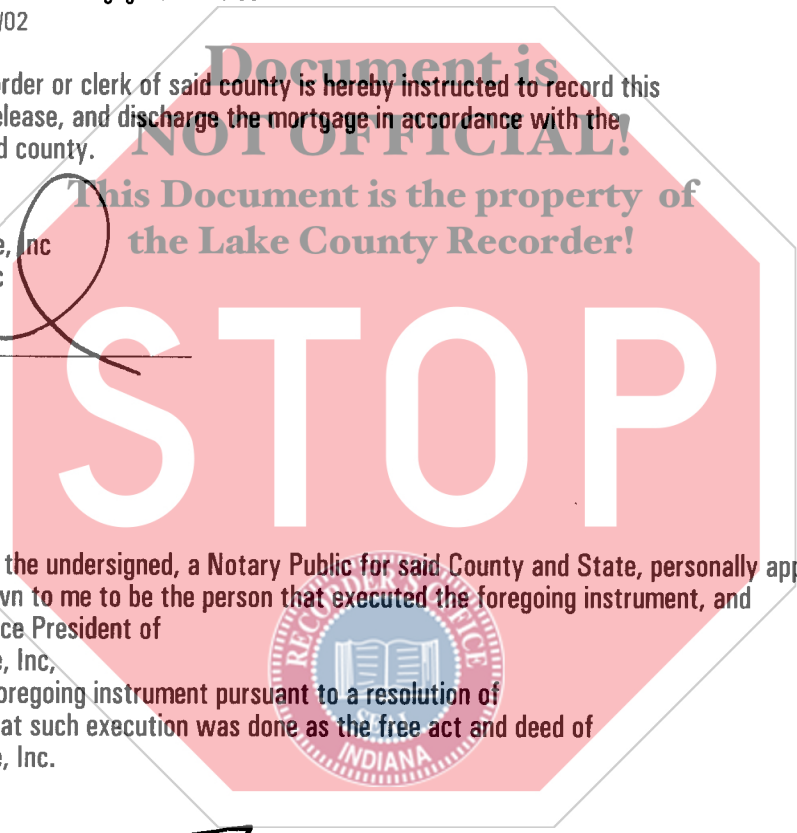 /02
Document is
rder or clerk of said county is hereby instructed to record this
elease, and discharge the mortgage in accordance with the
NOT OFFICIAL!
d county.
This Document is the property of
e, Inc
the Lake County Recorder!
STOP
the undersigned, a Notary Public for said County and State, personally app
wn to me to be the person that executed the foregoing instrument, and
ce President of
e, Inc,
oregoing instrument pursuant to a resolution of
at such execution was done as the free act and deed of
e, Inc.
RECORDER'S OFFICE
SEAL
INDIANA